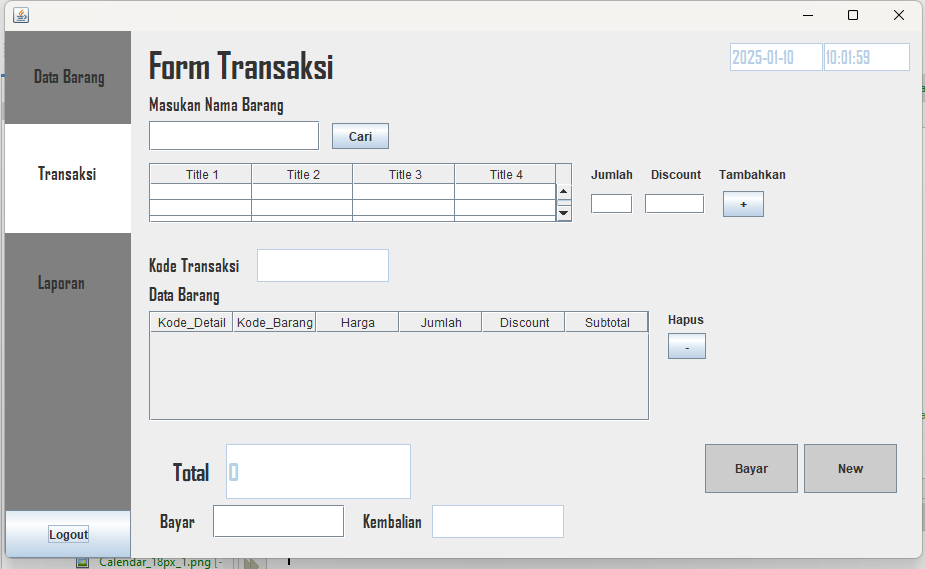 Data Barang
Transaksi
Laporan
Logout
Form Transaksi
2025-01-10 10:01:59
Masukan Nama Barang
Cari
Title 1 Title 2 Title 3 Title 4
Jumlah Discount Tambahkan
+
Kode Transaksi
Data Barang
Kode_Detail Kode_Barang Harga Jumlah Discount Subtotal
Hapus
-
Total 0
Bayar New
Bayar Kembalian
Calendar_18px_1.png [-